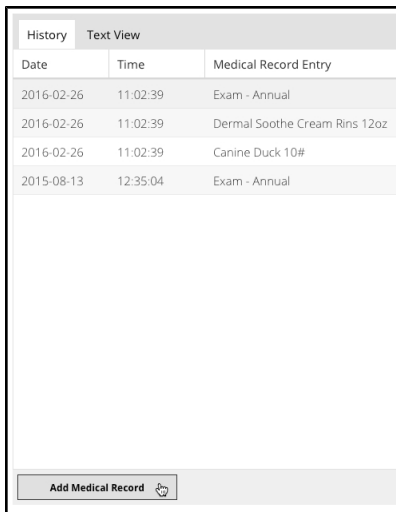 History Text View
Date Time Medical Record Entry
2016-02-26 11:02:39 Exam - Annual
2016-02-26 11:02:39 Dermal Soothe Cream Rins 12oz
2016-02-26 11:02:39 Canine Duck 10#
2015-08-13 12:35:04 Exam - Annual
Add Medical Record